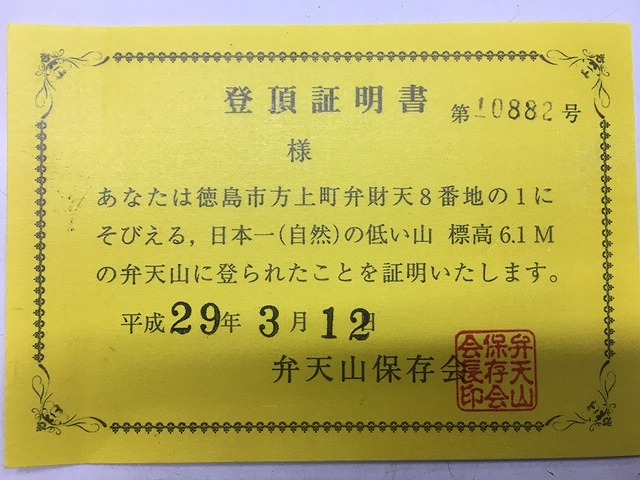 登頂証明書 第10882号
様
あなたは徳島市方上町弁財天8番地の1に
そびえる，日本一(自然)の低い山 標高6.1M
の弁天山に登られたことを証明いたします。
平成29年3月12日
弁天山保存会
弁天山
保存会
会長印